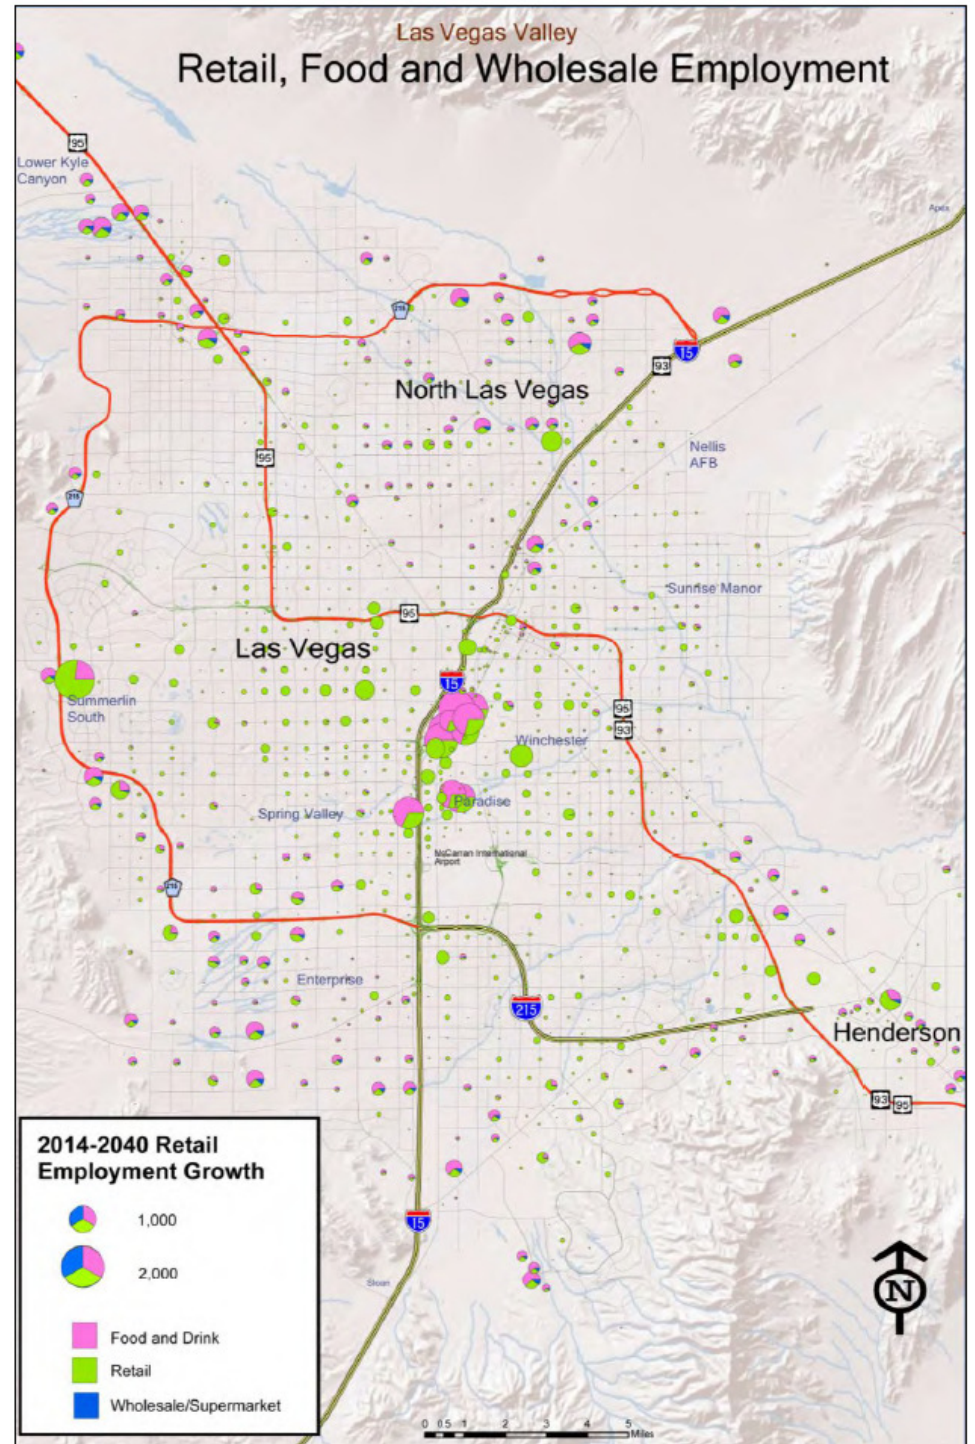 Las Vegas Valley
Retail, Food and Wholesale Employment
95
Lower Kyle
Canyon
Apex
215
15
93
North Las Vegas
95
Nellis
AFB
215
Sunrise Manor
95
Las Vegas
15
Summerlin
South
95
93
Winchester
Spring Valley
Paradise
McCarran International
Airport
215
Enterprise
215
Henderson
93
95
15
Sloan
2014-2040 Retail
Employment Growth
1,000
2,000
Food and Drink
Retail
Wholesale/Supermarket
N
0 0.5 1 2 3 4 5
Miles